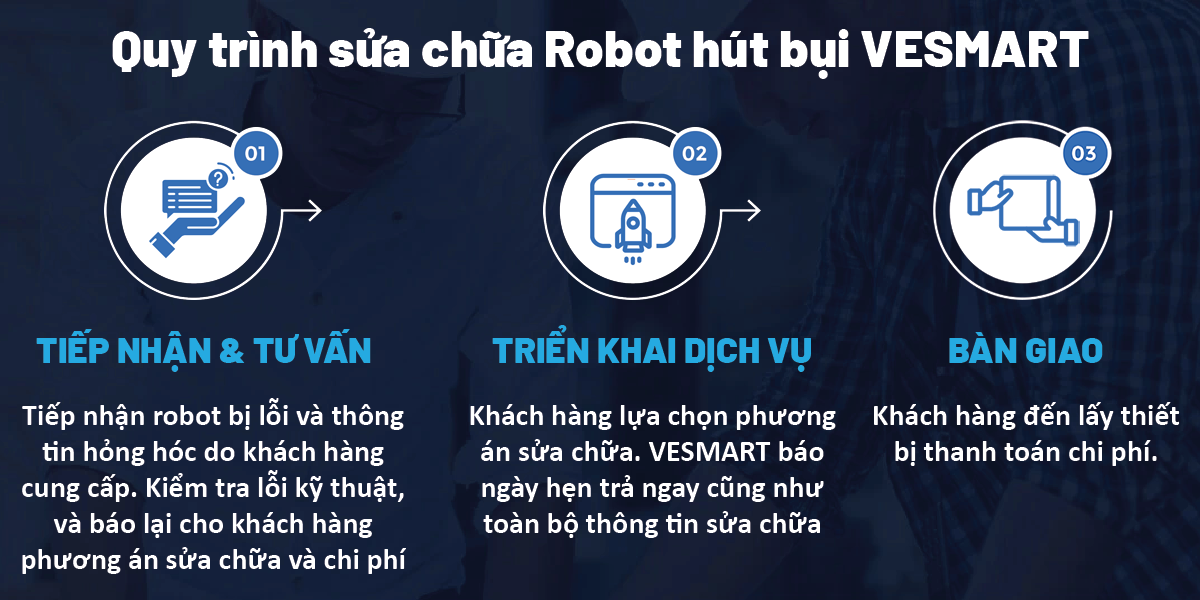 Quy trình sửa chữa Robot hút bụi VESMART
01
?
02
03
TIẾP NHẬN & TƯ VẤN
Tiếp nhận robot bị lỗi và thông
tin hỏng hóc do khách hàng
cung cấp. Kiểm tra lỗi kỹ thuật,
và báo lại cho khách hàng
phương án sửa chữa và chi phí
TRIỂN KHAI DỊCH VỤ
Khách hàng lựa chọn phương
án sửa chữa. VESMART báo
ngày hẹn trả ngay cũng như
toàn bộ thông tin sửa chữa
BÀN GIAO
Khách hàng đến lấy thiết
bị thanh toán chi phí.